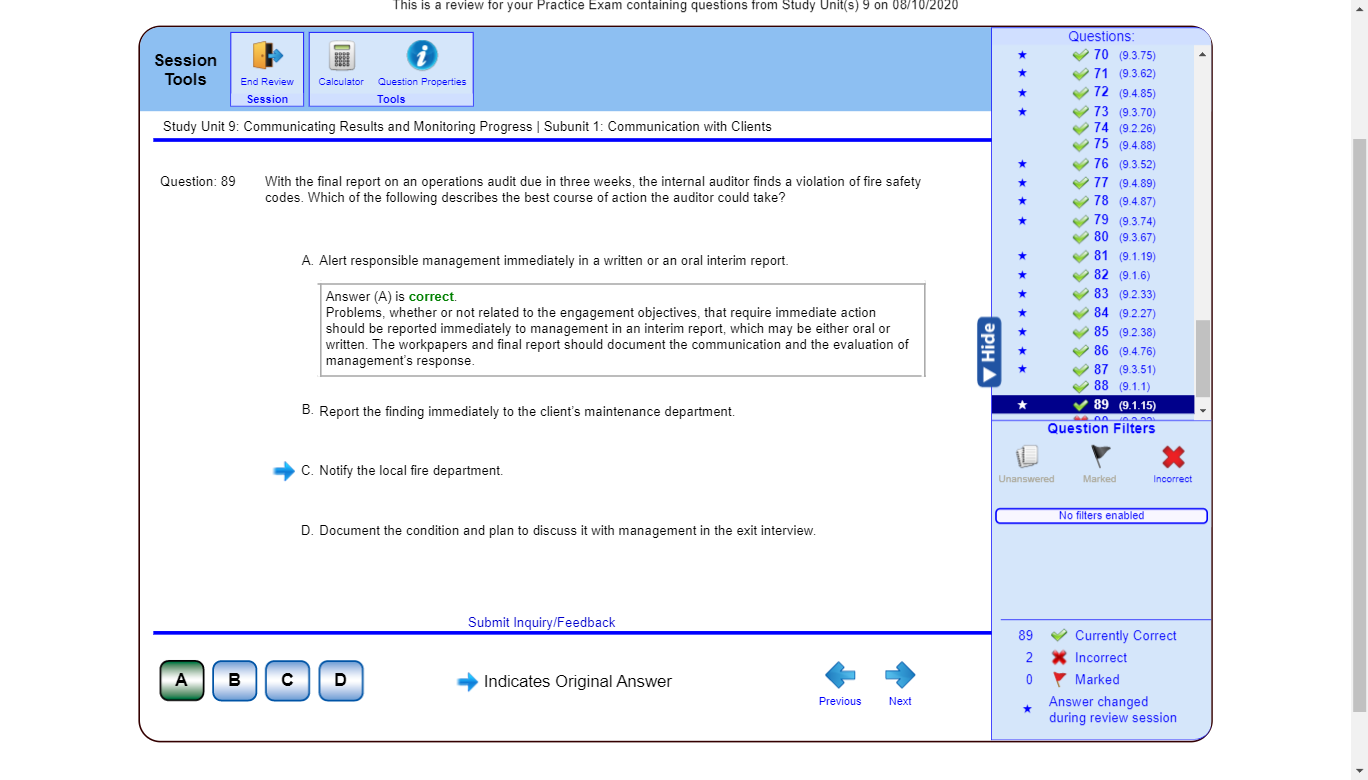 This is a review for your Practice Exam containing questions from Study Unit(s) 9 on 08/10/2020
Session
Tools
End Review
Session
Calculator
Question Properties
Tools
Study Unit 9: Communicating Results and Monitoring Progress | Subunit 1: Communication with Clients
Question: 89
With the final report on an operations audit due in three weeks, the internal auditor finds a violation of fire safety
codes. Which of the following describes the best course of action the auditor could take?
A. Alert responsible management immediately in a written or an oral interim report.
Answer (A) is correct.
Problems, whether or not related to the engagement objectives, that require immediate action
should be reported immediately to management in an interim report, which may be either oral or
written. The workpapers and final report should document the communication and the evaluation of
management's response.
B. Report the finding immediately to the client's maintenance department.
C. Notify the local fire department.
D. Document the condition and plan to discuss it with management in the exit interview.
Submit Inquiry/Feedback
A
B
C
D
Indicates Original Answer
Previous
Next
Hide
Questions:
70 (9.3.75)
71 (9.3.62)
72 (9.4.85)
73 (9.3.70)
74 (9.2.26)
75 (9.4.88)
76 (9.3.52)
77 (9.4.89)
78 (9.4.87)
79 (9.3.74)
80 (9.3.67)
81 (9.1.19)
82 (9.1.6)
83 (9.2.33)
84 (9.2.27)
85 (9.2.38)
86 (9.4.76)
87 (9.3.51)
88 (9.1.1)
89 (9.1.15)
Question Filters
Unanswered
Marked
Incorrect
No filters enabled
89 Currently Correct
2 Incorrect
0 Marked
Answer changed
during review session